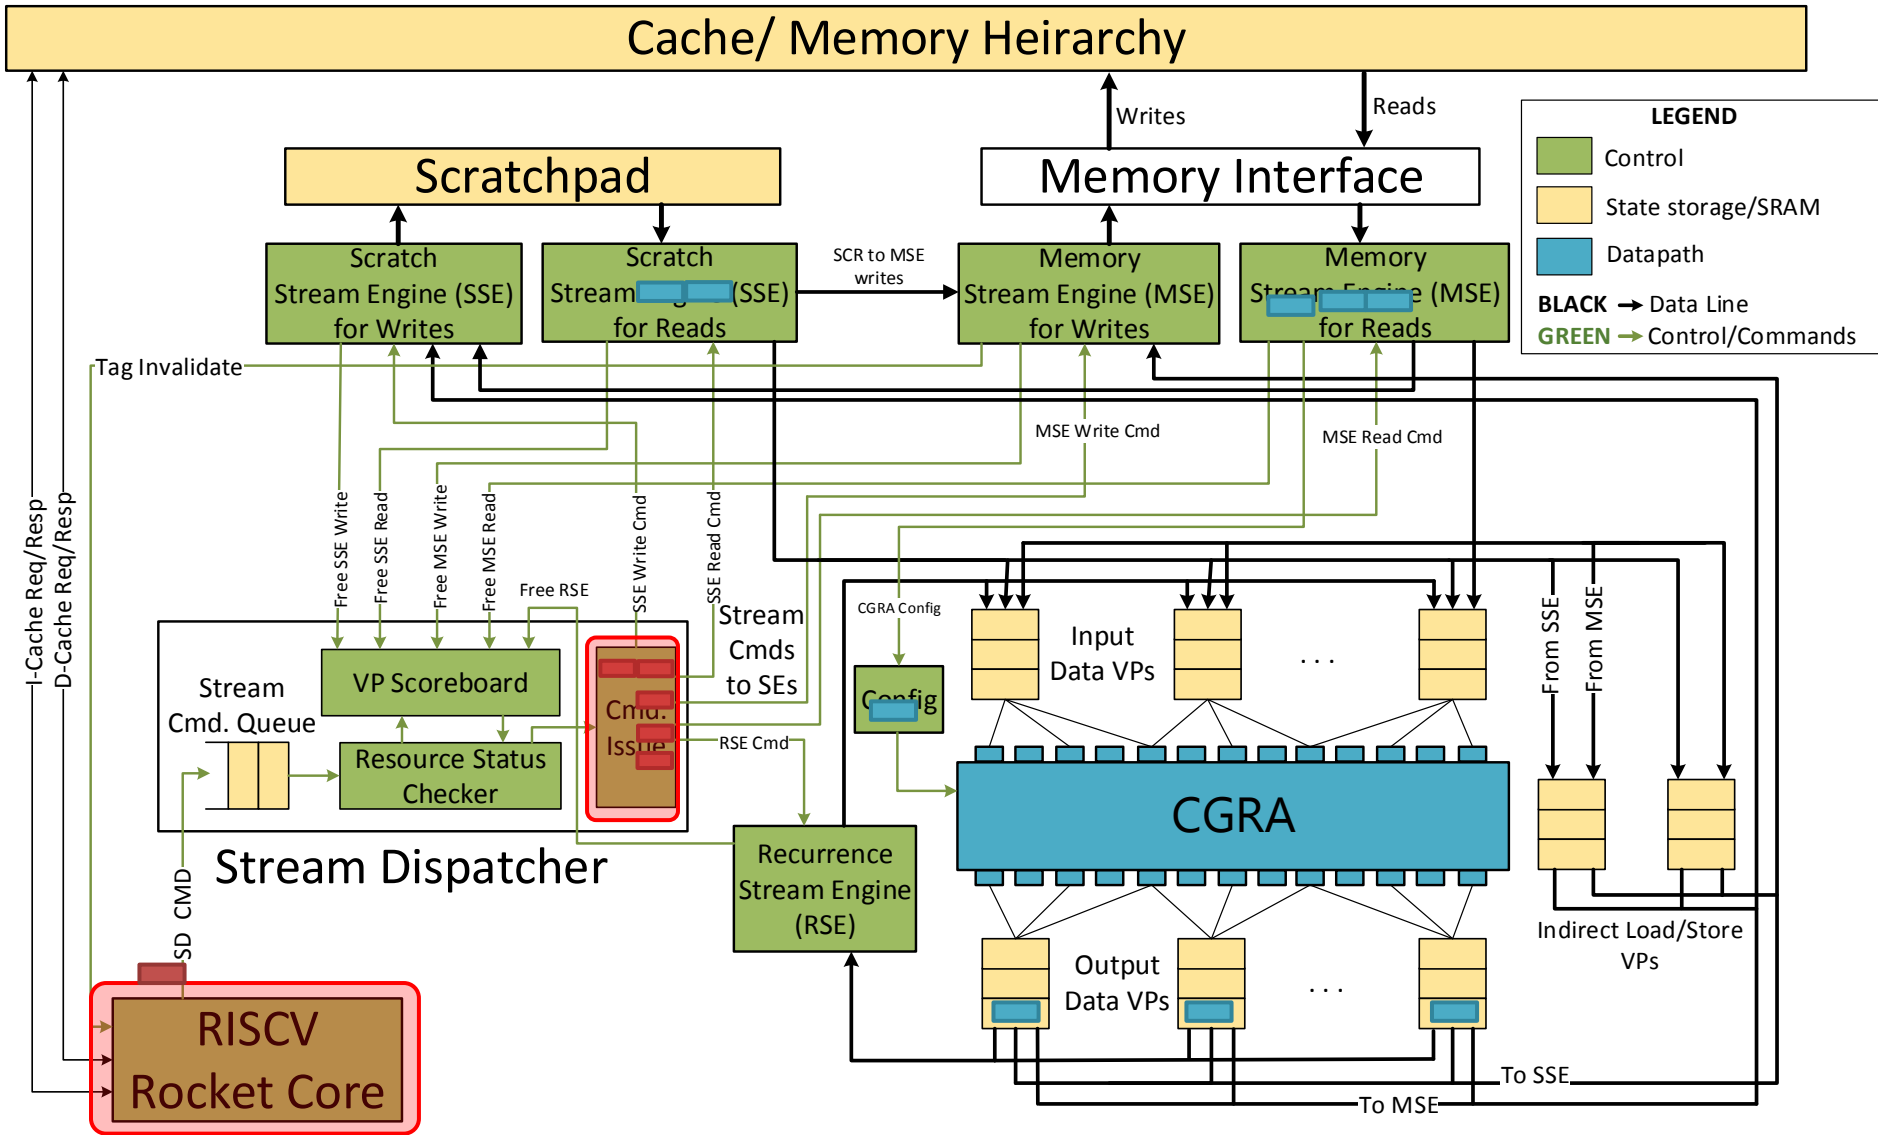 Cache/ Memory Heirarchy
Writes
Reads
LEGEND
Control
State storage/SRAM
Datapath
BLACK Data Line
GREEN Control/Commands
Scratchpad
Memory Interface
Scratch
Stream Engine (SSE)
for Writes
Scratch
Stream (SSE)
for Reads
SCR to MSE
writes
Memory
Stream Engine (MSE)
for Writes
Memory
Stream Engine (MSE)
for Reads
Tag Invalidate
MSE Write Cmd
MSE Read Cmd
I-Cache Req/Resp
D-Cache Req/Resp
Free SSE Write
Free SSE Read
Free MSE Write
Free MSE Read
Free RSE
SSE Write Cmd
SSE Read Cmd
Stream
Cmds
to SEs
CGRA Config
Input
Data VPs
. . .
From SSE
From MSE
VP Scoreboard
Stream
Cmd. Queue
Resource Status
Checker
Cmd.
Issue
RSE Cmd
Config
CGRA
Stream Dispatcher
SD CMD
Recurrence
Stream Engine
(RSE)
Indirect Load/Store
VPs
Output
Data VPs
. . .
RISCV
Rocket Core
To SSE
To MSE